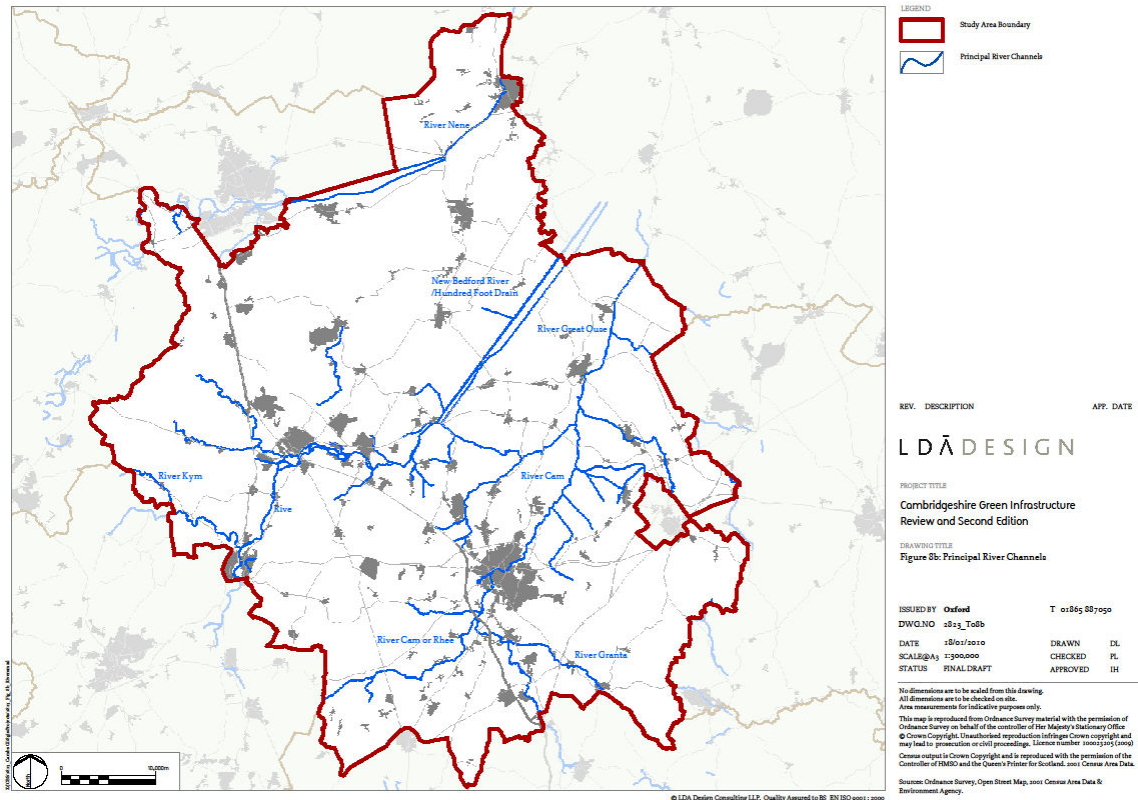 River Nene
New Bedford River
/Hundred Foot Drain
River Great Ouse
River Kym
Rive
River Cam
River Cam or Rhee
River Granta
North
0
10,000m
© LDA Design Consulting LLP. Quality Assured to BS EN ISO 9001 : 2000
LEGEND
Study Area Boundary
Principal River Channels
REV. DESCRIPTION APP. DATE
LDĀDESIGN
PROJECT TITLE
Cambridgeshire Green Infrastructure
Review and Second Edition
DRAWING TITLE
Figure 8b: Principal River Channels
ISSUED BY Oxford T 01865 887050
DWG.NO 2823_T08b
DATE 18/01/2010 DRAWN DL
SCALE@A3 1:300,000 CHECKED PL
STATUS FINAL DRAFT APPROVED IH
No dimensions are to be scaled from this drawing.
All dimensions are to be checked on site.
Area measurements for indicative purposes only.
This map is reproduced from Ordnance Survey material with the permission of
Ordnance Survey on behalf of the controller of Her Majesty's Stationary Office
© Crown Copyright. Unauthorised reproduction infringes Crown copyright and
may lead to prosecution or civil proceedings. Licence number 100023205 (2009)
Census output is Crown Copyright and is reproduced with the permission of the
Controller of HMSO and the Queen's Printer for Scotland. 2001 Census Area Data.
Sources: Ordnance Survey, Open Street Map, 2001 Census Area Data &
Environment Agency.